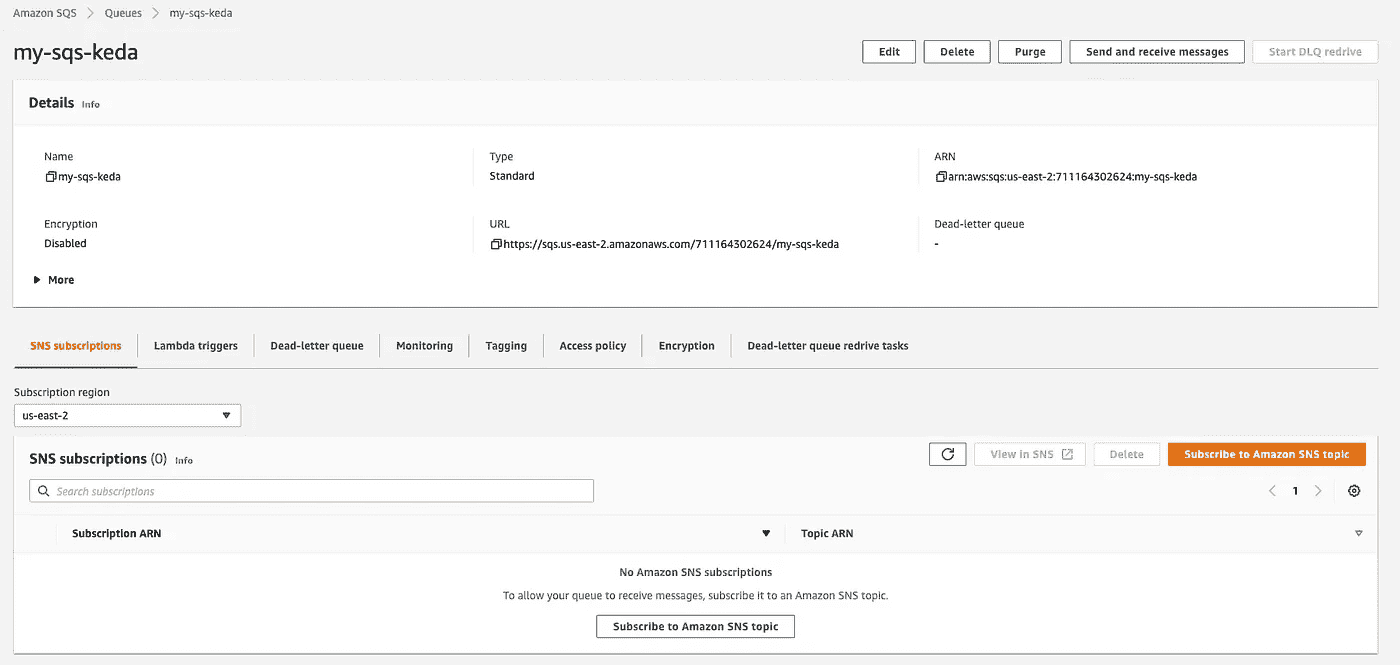 Amazon SQS > Queues > my-sqs-keda
my-sqs-keda
Edit Delete Purge Send and receive messages Start DLQ redrive
Details Info
Name Type ARN
my-sqs-keda Standard arn:aws:sqs:us-east-2:711164302624:my-sqs-keda
Encryption URL Dead-letter queue
Disabled https://sqs.us-east-2.amazonaws.com/711164302624/my-sqs-keda -
More
SNS subscriptions Lambda triggers Dead-letter queue Monitoring Tagging Access policy Encryption Dead-letter queue redrive tasks
Subscription region
us-east-2
SNS subscriptions (0) Info View in SNS Delete Subscribe to Amazon SNS topic
Search subscriptions 1
Subscription ARN Topic ARN
No Amazon SNS subscriptions
To allow your queue to receive messages, subscribe it to an Amazon SNS topic.
Subscribe to Amazon SNS topic